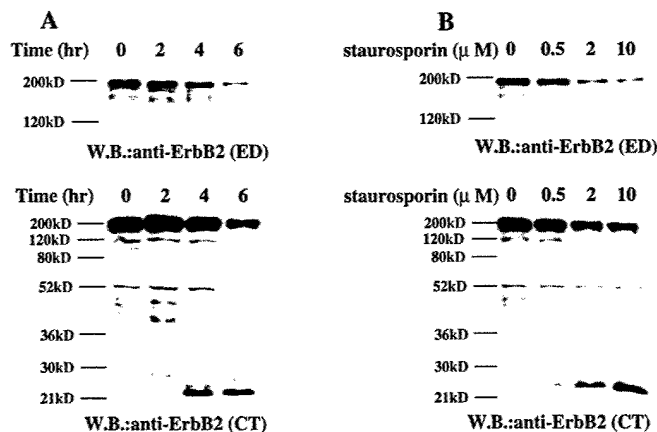 A
Time (hr) 0 2 4 6
200kD
120kD
W.B.:anti-ErbB2 (ED)
Time (hr) 0 2 4 6
200kD
120kD
80kD
52kD
36kD
30kD
21kD
W.B.:anti-ErbB2 (CT)
B
staurosporin (μ M) 0 0.5 2 10
200kD
120kD
W.B.:anti-ErbB2 (ED)
staurosporin (μ M) 0 0.5 2 10
200kD
120kD
80kD
52kD
36kD
30kD
21kD
W.B.:anti-ErbB2 (CT)